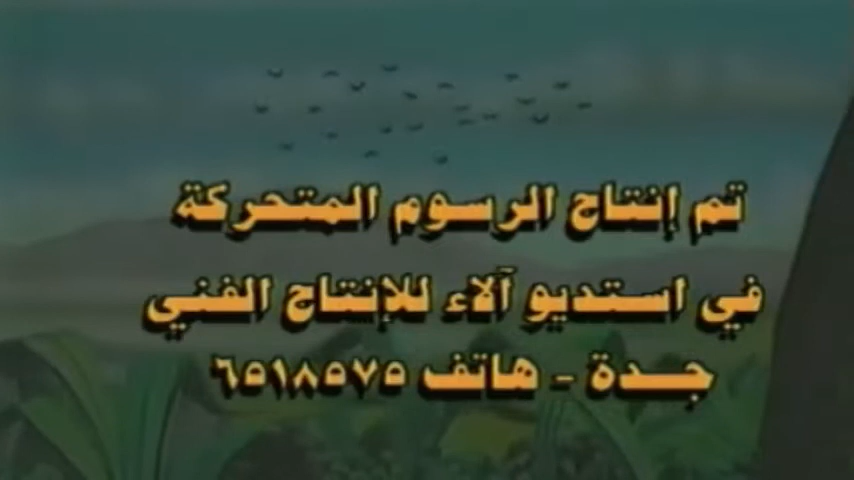 تم إنتاج الرسوم المتحركة
في استديو آلاء للإنتاج الفني
جدة - هاتف ٦٥١٨٥٧٥